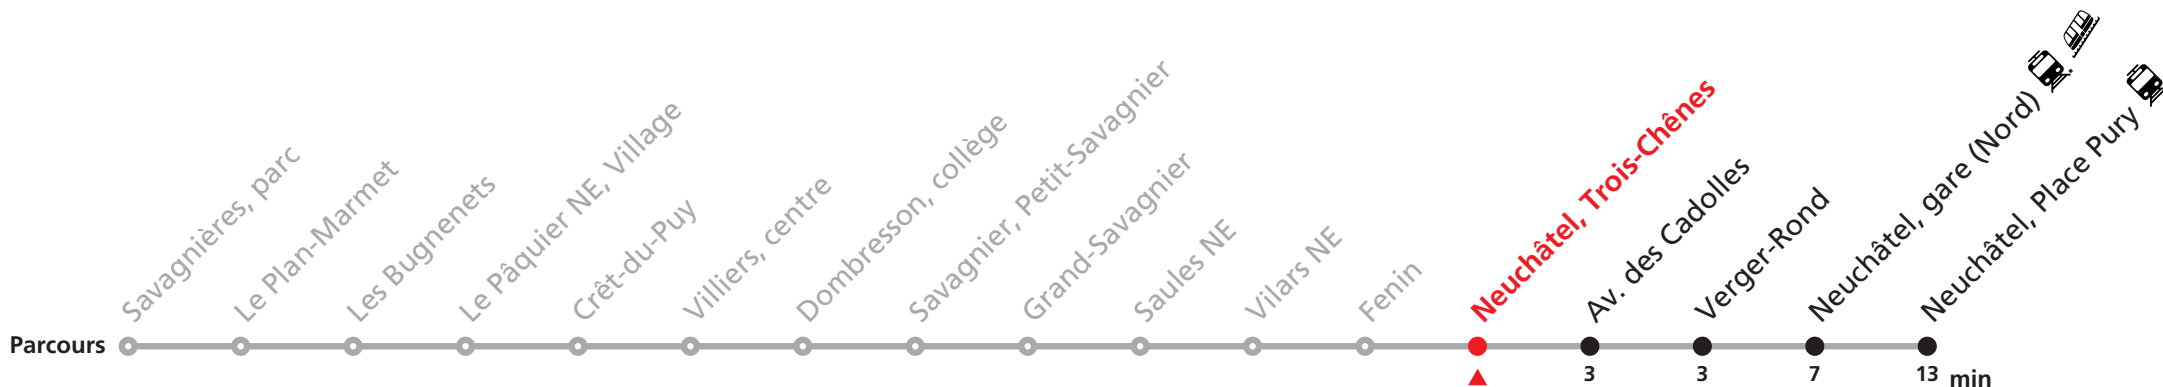 Savagnières, parc
Le Plan-Marmet
Les Bugnenets
Le Pâquier NE, Village
Crêt-du-Puy
Villiers, centre
Dombresson, collège
Savagnier, Petit-Savagnier
Grand-Savagnier
Saules NE
Vilars NE
Fenin
Neuchâtel, Trois-Chênes
Av. des Cadolles
Verger-Rond
Neuchâtel, gare (Nord)
Neuchâtel, Place Pury
Parcours
3 3 7 13 min